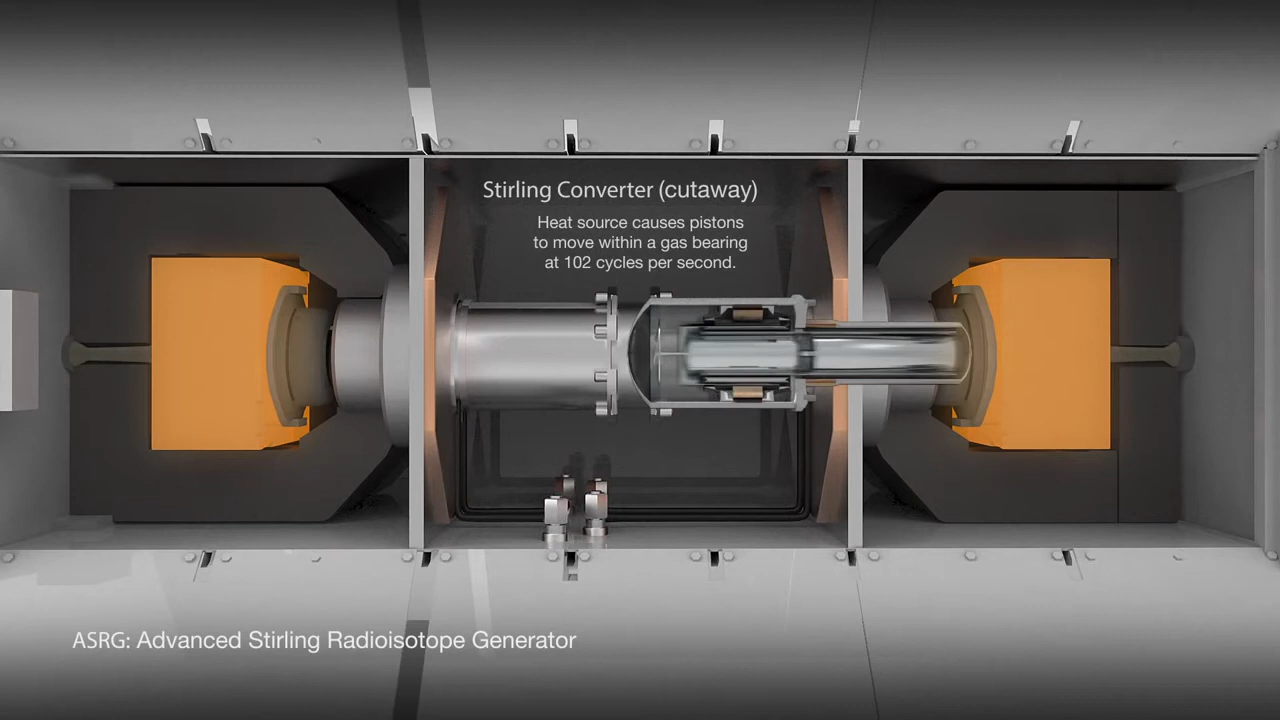 Stirling Converter (cutaway)
Heat source causes pistons
to move within a gas bearing
at 102 cycles per second.
ASRG: Advanced Stirling Radioisotope Generator